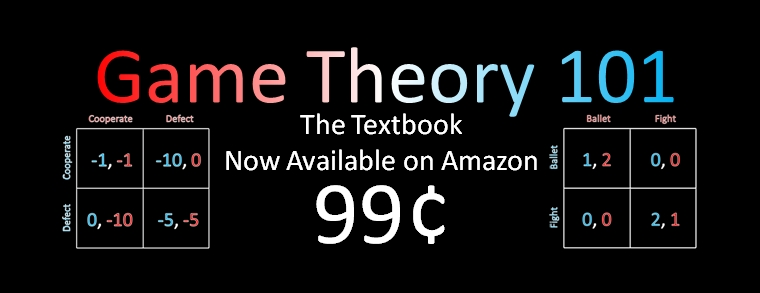 Game Theory 101
The Textbook
Now Available on Amazon
99¢
Cooperate Defect
Cooperate -1, -1 -10, 0
Defect 0, -10 -5, -5
Ballet Fight
Ballet 1, 2 0, 0
Fight 0, 0 2, 1